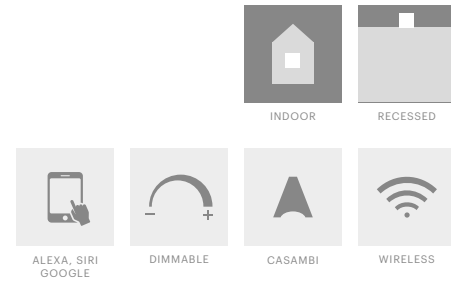 INDOOR
RECESSED
ALEXA, SIRI
GOOGLE
DIMMABLE
CASAMBI
WIRELESS